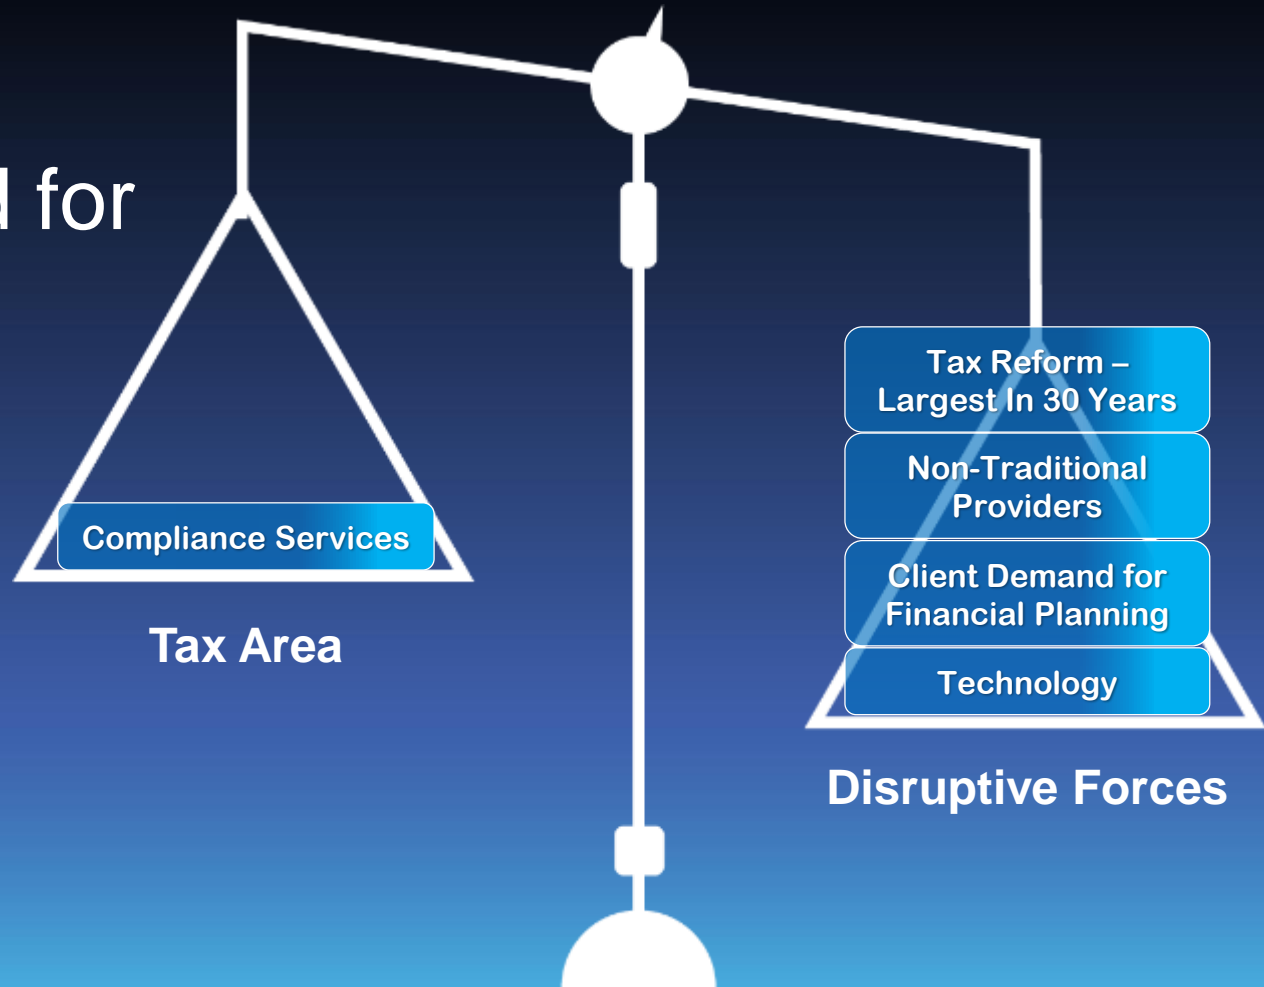 for
Tax Reform –
Largest In 30 Years
Non-Traditional
Providers
Client Demand for
Financial Planning
Technology
Compliance Services
Tax Area
Disruptive Forces